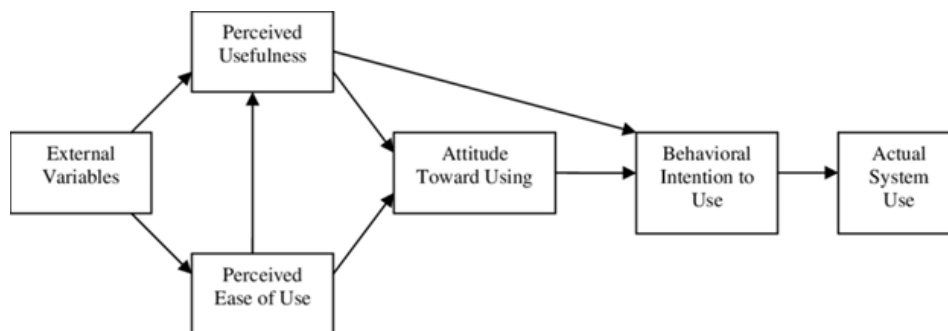 Perceived
Usefulness
External
Variables
Attitude
Toward Using
Behavioral
Intention to
Use
Actual
System
Use
Perceived
Ease of Use